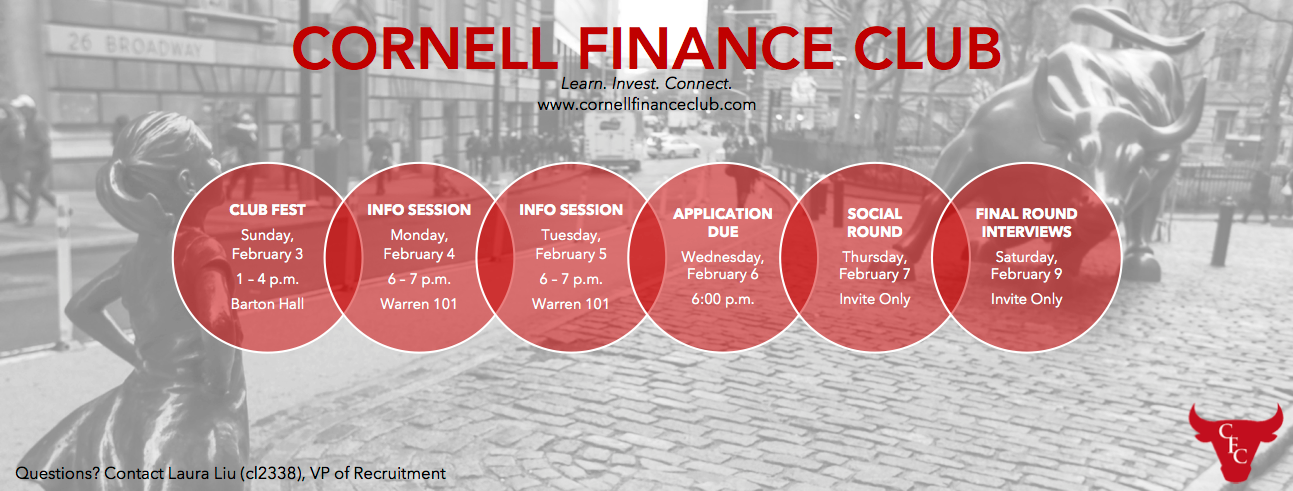 26 BROADWAY
CORNELL FINANCE CLUB
Learn. Invest. Connect.
www.cornellfinanceclub.com
CLUB FEST
Sunday,
February 3
1 – 4 p.m.
Barton Hall
INFO SESSION
Monday,
February 4
6 – 7 p.m.
Warren 101
INFO SESSION
Tuesday,
February 5
6 – 7 p.m.
Warren 101
APPLICATION
DUE
Wednesday,
February 6
6:00 p.m.
SOCIAL
ROUND
Thursday,
February 7
Invite Only
FINAL ROUND
INTERVIEWS
Saturday,
February 9
Invite Only
CFC
Questions? Contact Laura Liu (cl2338), VP of Recruitment